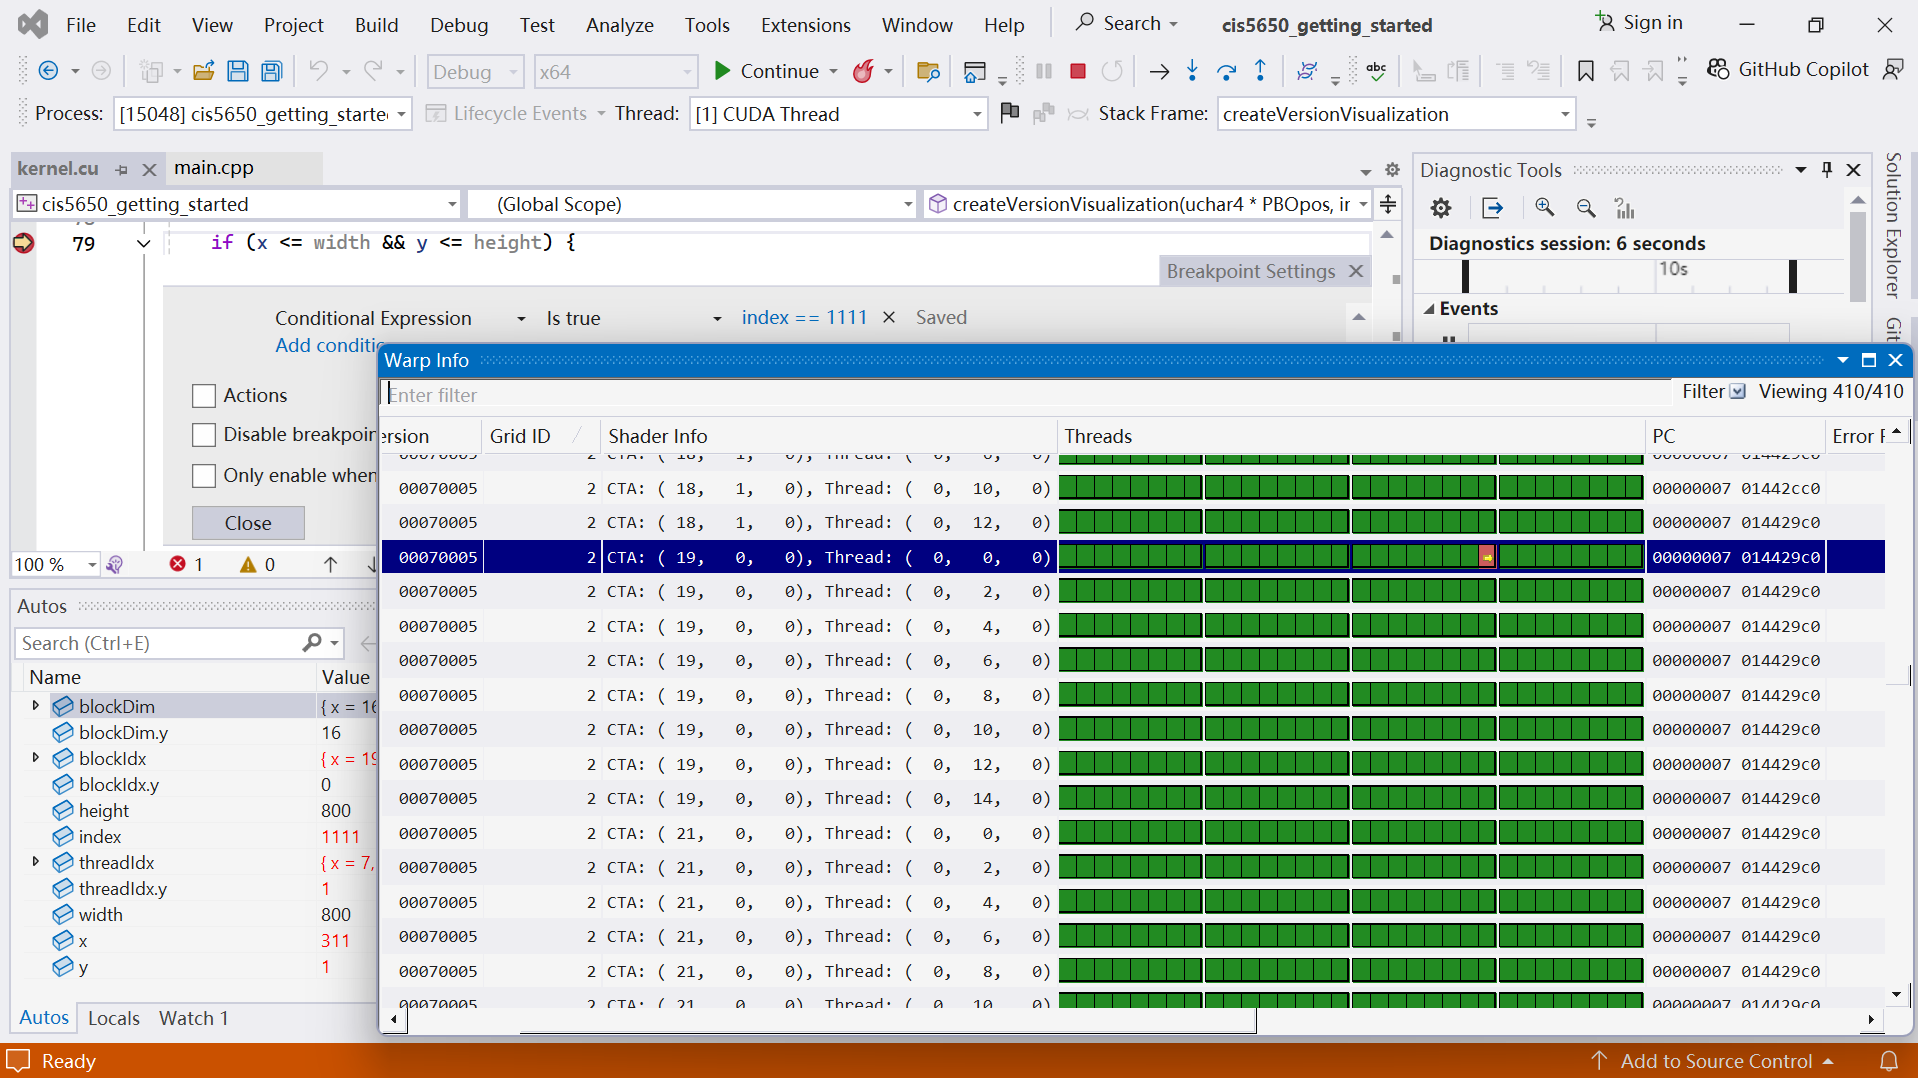 File Edit View Project Build Debug Test Analyze Tools Extensions Window Help Search cis5650_getting_started Sign in
Debug x64 Continue GitHub Copilot
Process: [15048] cis5650_getting_starte Lifecycle Events Thread: [1] CUDA Thread Stack Frame: createVersionVisualization
kernel.cu main.cpp
cis5650_getting_started (Global Scope) createVersionVisualization(uchar4 * PBOpos, ir
79 if (x <= width && y <= height) {
Breakpoint Settings
Conditional Expression Is true index == 1111 Saved
Add conditic
Actions
Disable breakpoin
Only enable when
Close
100 % 1 0
Diagnostic Tools
Diagnostics session: 6 seconds
10s
Events
Solution Explorer
Git
Warp Info
Enter filter Filter Viewing 410/410
ersion Grid ID Shader Info Threads PC Error F
00070005 2 CTA: ( 18, 1, 0), Thread: ( 0, 10, 0) 00000007 01442cc0
00070005 2 CTA: ( 18, 1, 0), Thread: ( 0, 12, 0) 00000007 014429c0
00070005 2 CTA: ( 19, 0, 0), Thread: ( 0, 0, 0) 00000007 014429c0
00070005 2 CTA: ( 19, 0, 0), Thread: ( 0, 2, 0) 00000007 014429c0
00070005 2 CTA: ( 19, 0, 0), Thread: ( 0, 4, 0) 00000007 014429c0
00070005 2 CTA: ( 19, 0, 0), Thread: ( 0, 6, 0) 00000007 014429c0
00070005 2 CTA: ( 19, 0, 0), Thread: ( 0, 8, 0) 00000007 014429c0
00070005 2 CTA: ( 19, 0, 0), Thread: ( 0, 10, 0) 00000007 014429c0
00070005 2 CTA: ( 19, 0, 0), Thread: ( 0, 12, 0) 00000007 014429c0
00070005 2 CTA: ( 19, 0, 0), Thread: ( 0, 14, 0) 00000007 014429c0
00070005 2 CTA: ( 21, 0, 0), Thread: ( 0, 0, 0) 00000007 014429c0
00070005 2 CTA: ( 21, 0, 0), Thread: ( 0, 2, 0) 00000007 014429c0
00070005 2 CTA: ( 21, 0, 0), Thread: ( 0, 4, 0) 00000007 014429c0
00070005 2 CTA: ( 21, 0, 0), Thread: ( 0, 6, 0) 00000007 014429c0
00070005 2 CTA: ( 21, 0, 0), Thread: ( 0, 8, 0) 00000007 014429c0
00070005 2 CTA: ( 21 0 0), Thread: ( 0 10 0) 00000007 014429c0
Autos
Search (Ctrl+E)
Name Value
blockDim { x = 16
blockDim.y 16
blockIdx { x = 19
blockIdx.y 0
height 800
index 1111
threadIdx { x = 7,
threadIdx.y 1
width 800
x 311
y 1
Autos Locals Watch 1
Ready Add to Source Control